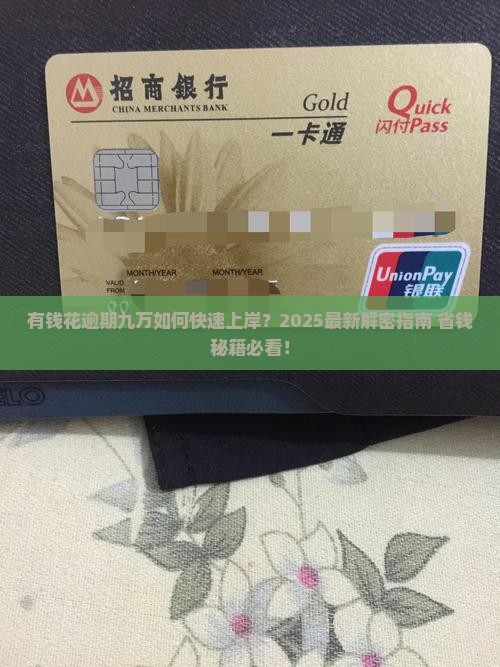 招商銀行
CHINA MERCHANTS BANK
Gold
一卡通
Quick
闪付Pass
MONTH/YEAR
MONTH/YEAR
VALID
FROM
UnionPay
银联
有钱花逾期九万如何快速上岸？2025最新解密指南 省钱
秘籍必看！
ELO